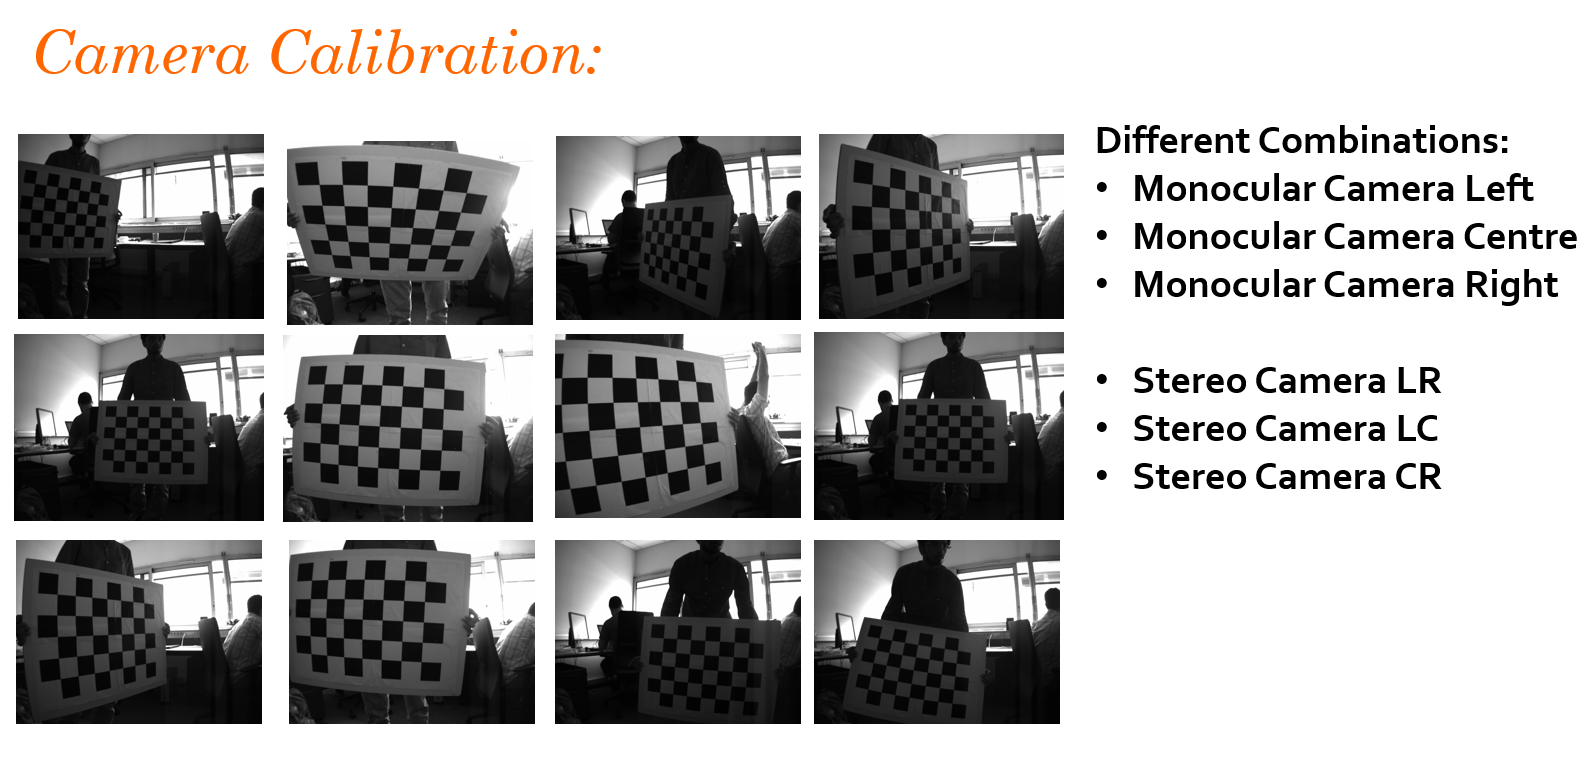 Camera Calibration:
Different Combinations:
• Monocular Camera Left
• Monocular Camera Centre
• Monocular Camera Right
• Stereo Camera LR
• Stereo Camera LC
• Stereo Camera CR